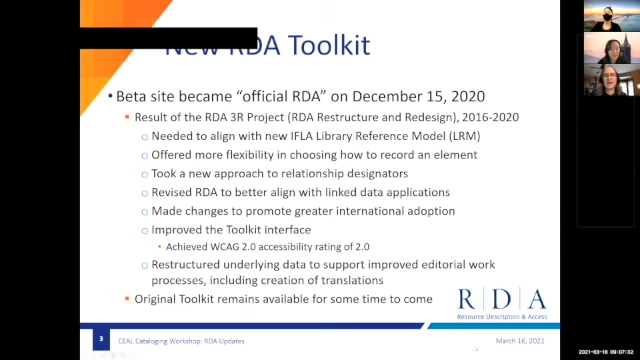 New RDA Toolkit
• Beta site became “official RDA” on December 15, 2020
Result of the RDA 3R Project (RDA Restructure and Redesign), 2016-2020
Needed to align with new IFLA Library Reference Model (LRM)
Offered more flexibility in choosing how to record an element
Took a new approach to relationship designators
Revised RDA to better align with linked data applications
Made changes to promote greater international adoption
Improved the Toolkit interface
• Achieved WCAG 2.0 accessibility rating of 2.0
Restructured underlying data to support improved editorial work
processes, including creation of translations
Original Toolkit remains available for some time to come
R|D|A
Resource Description & Access
3
CEAL Cataloging Workshop: RDA Updates
March 16, 2021
2021-03-16 09:07:32